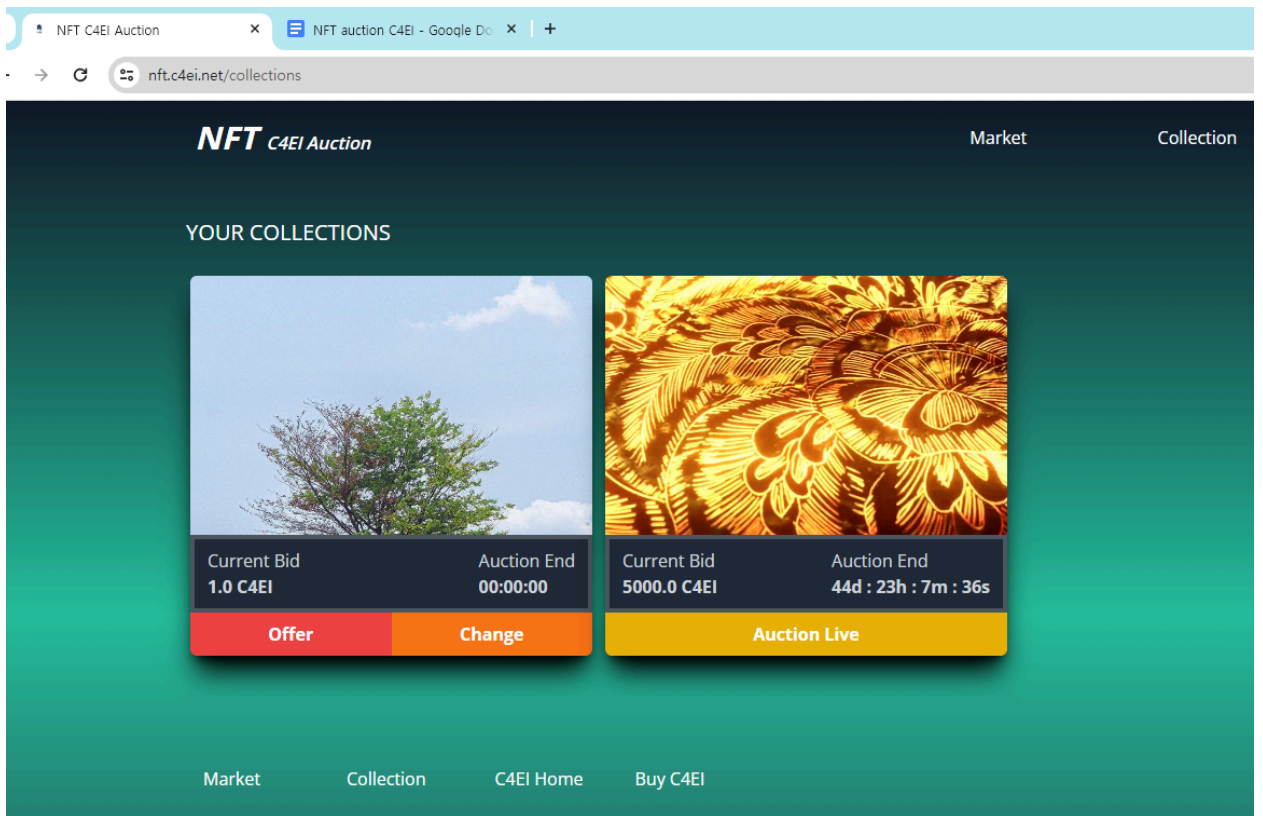 NFT C4EI Auction
NFT auction C4EI - Google Do
nft.c4ei.net/collections
NFT C4EI Auction
Market
Collection
YOUR COLLECTIONS
Current Bid
Auction End
1.0 C4EI
00:00:00
Offer
Change
Current Bid
Auction End
5000.0 C4EI
44d : 23h : 7m : 36s
Auction Live
Market
Collection
C4EI Home
Buy C4EI